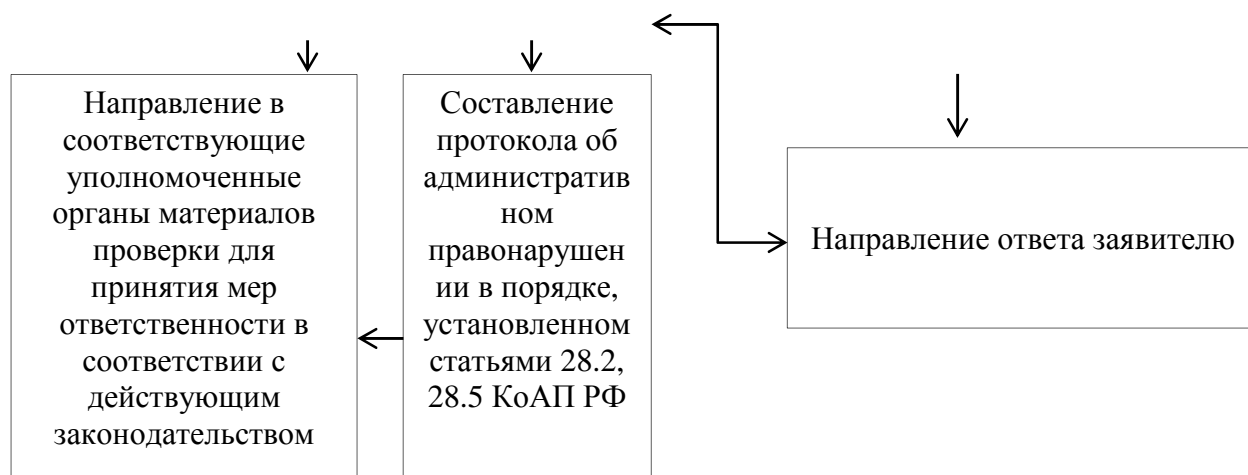 Направление в
соответствующие
уполномоченные
органы материалов
проверки для
принятия мер
ответственности в
соответствии с
действующим
законодательством
Составление
протокола об
административ
ном
правонарушен
ии в порядке,
установленном
статьями 28.2,
28.5 КоАП РФ
Направление ответа заявителю